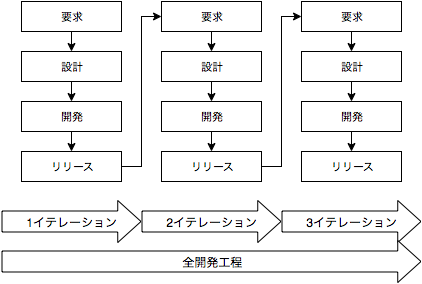 要求
設計
開発
リリース
要求
設計
開発
リリース
要求
設計
開発
リリース
1イテレーション
2イテレーション
3イテレーション
全開発工程